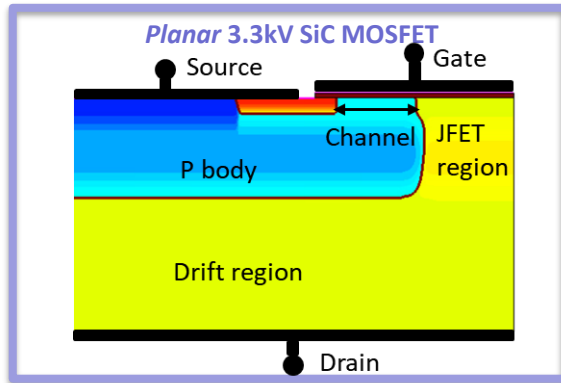 Planar 3.3kV SiC MOSFET
Source
Gate
Channel
JFET
region
P body
Drift region
Drain